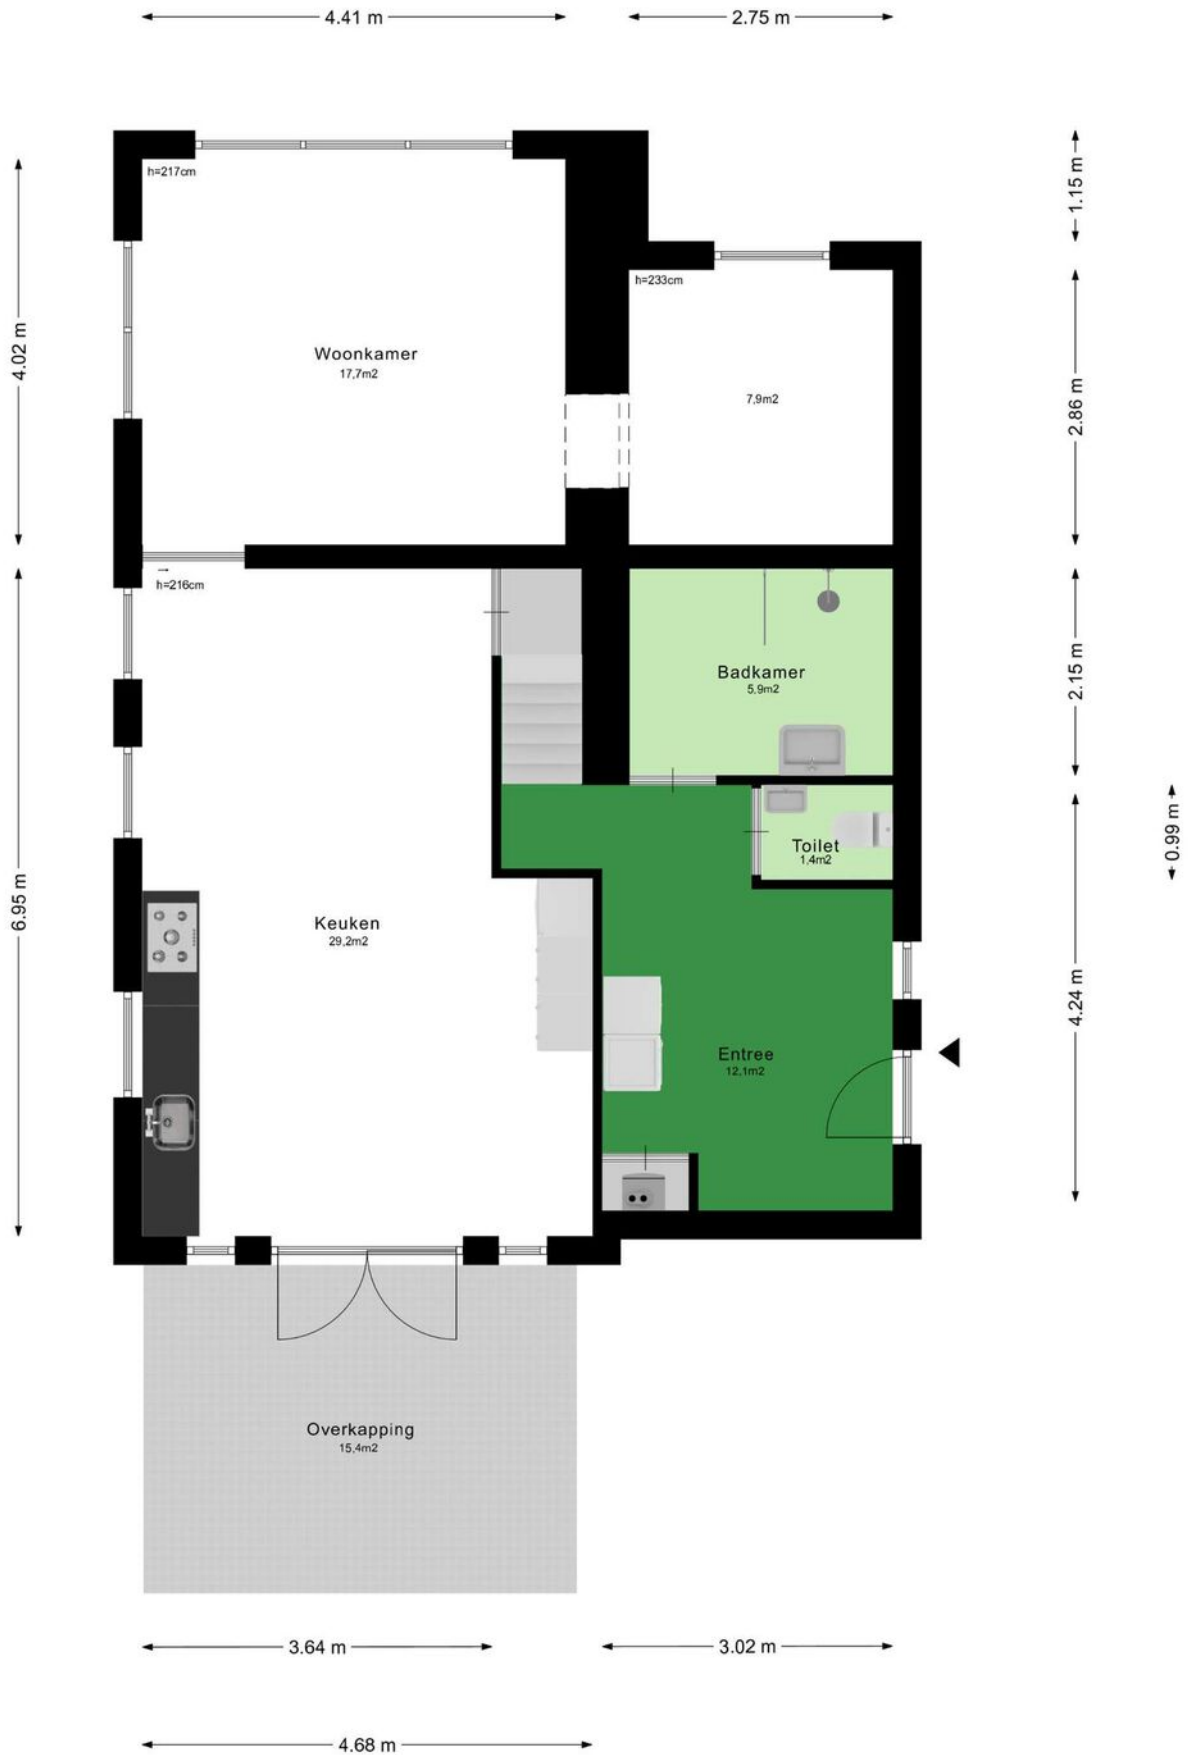 4.41 m
2.75 m
h=217cm
1.15 m
h=233cm
4.02 m
Woonkamer
17,7m2
2.86 m
7,9m2
h=216cm
2.15 m
Badkamer
5,9m2
0.99 m
Toilet
1,4m2
6.95 m
Keuken
29,2m2
4.24 m
Entree
12,1m2
Overkapping
15,4m2
3.64 m
3.02 m
4.68 m